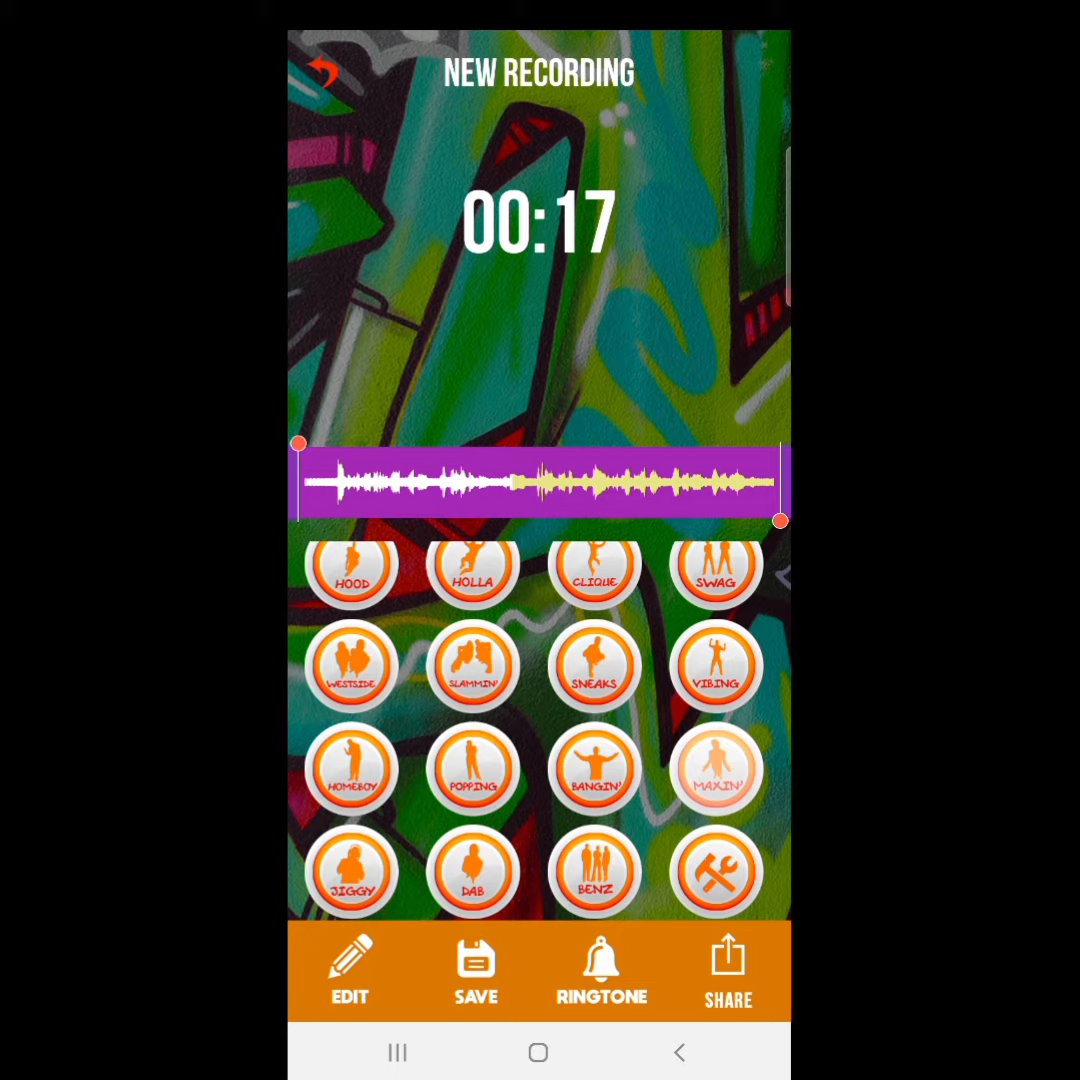 NEW RECORDING
00:17
HOOD
HOLLA
CLIQUE
SWAG
WESTSIDE
SLAMMIN'
SNEAKS
VIBING
HOMEBOY
POPPING
BANGIN'
MAXIN'
JIGGY
DAB
BENZ
EDIT
SAVE
RINGTONE
SHARE